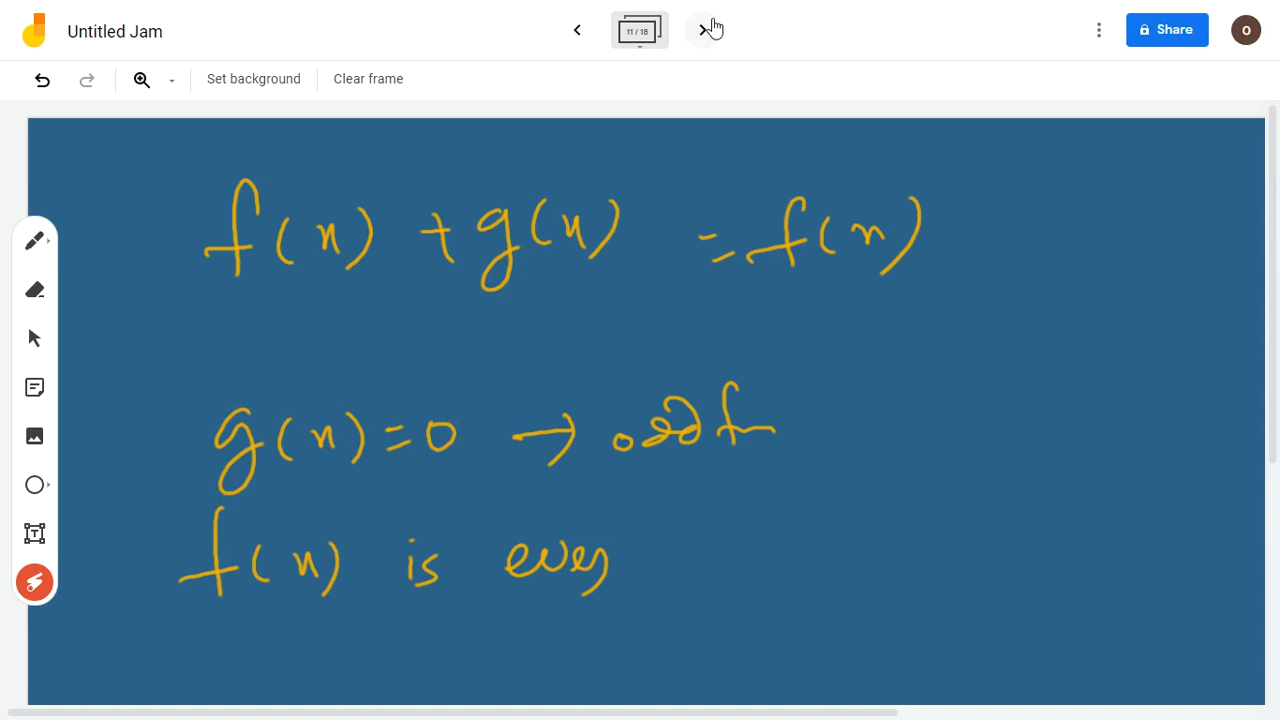 Untitled Jam
11 / 18
Share
O
Set background
Clear frame
f(x) + g(x) = f(x)
g(x) = 0 → odd fn
f(x) is even